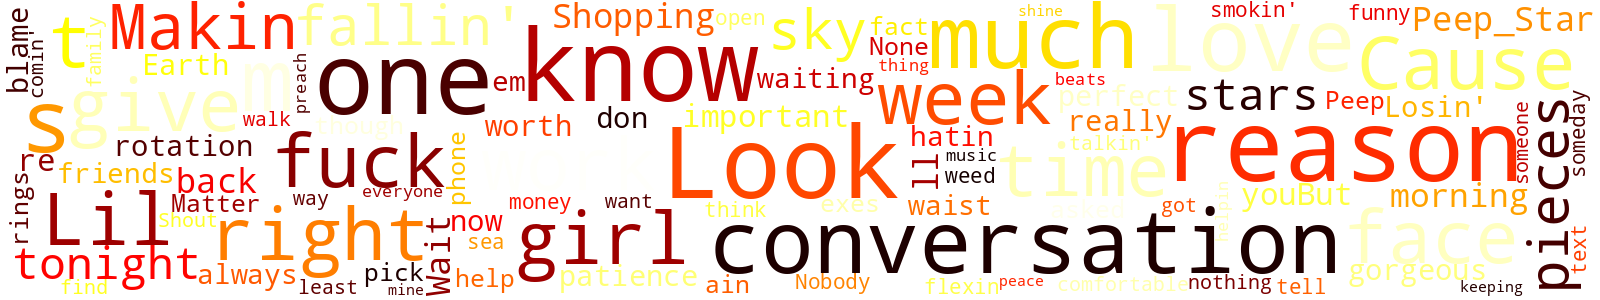 blame
comin'
t
family
Makin
fallin'
Shopping
open
sky
fact
None
thing
much
shine
smokin'
funny
Peep_Star
love
Cause
Earth
give
m
preach
one
em
know
waiting
week
beats
perfect
stars
Peep
Losin'
s
walk
though
worth
don
important
really
talkin'
reason
someone
pieces
someday
rotation
fuck
phone
Look
hatin
ll
music
weed
time
re
friends
back
everyone
rings
Lil
Matter
Shout
way
right
Wait
now
money
want
girl
think
exes
waist
got
helpin
youBut
morning
sea
conversation
face
text
tonight
always
least
pick
mine
help
patience
ain
Nobody
flexin
peace
comfortable
nothing
tell
gorgeous
keeping
find